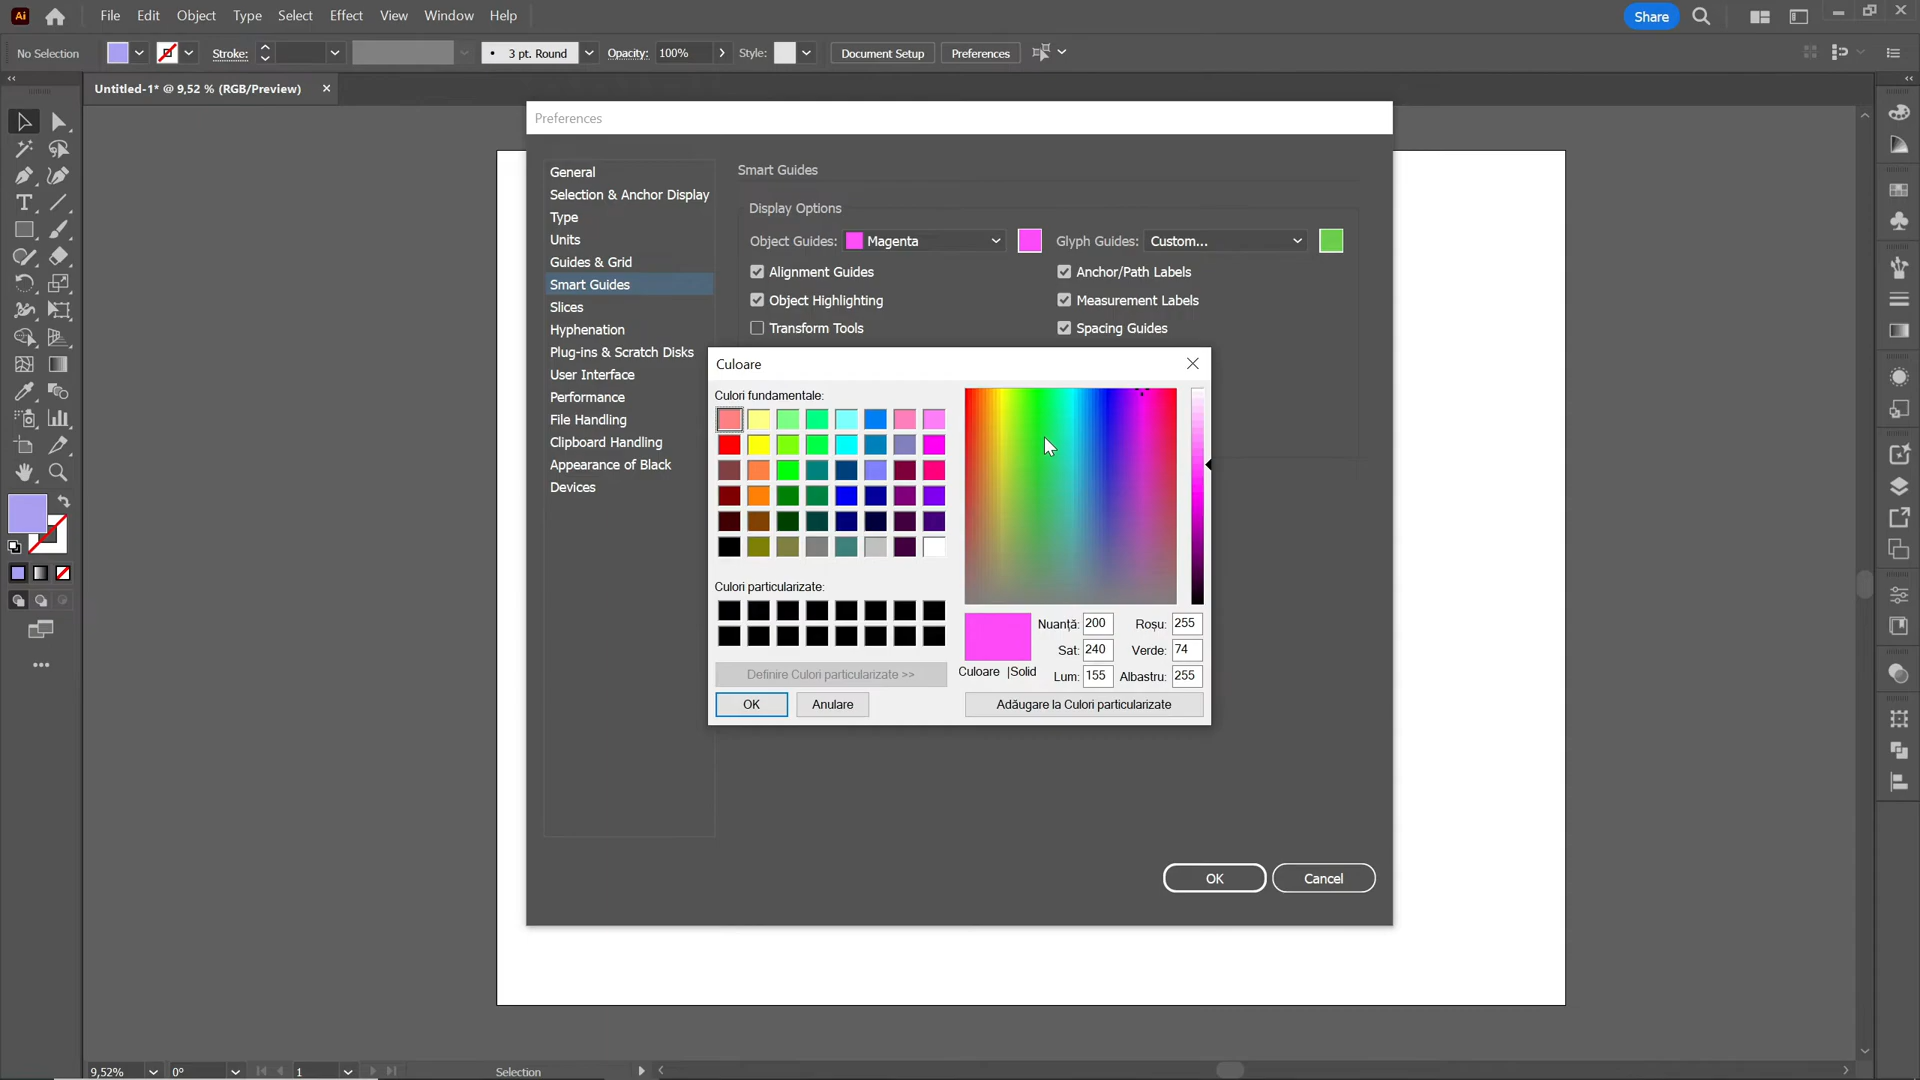 Ai File Edit Object Type Select Effect View Window Help Share
No Selection Stroke: 3 pt. Round Opacity: 100% Style: Document Setup Preferences
Untitled-1* @ 9,52 % (RGB/Preview)
Preferences
General
Selection & Anchor Display
Type
Units
Guides & Grid
Smart Guides
Slices
Hyphenation
Plug-ins & Scratch Disks
User Interface
Performance
File Handling
Clipboard Handling
Appearance of Black
Devices
Smart Guides
Display Options
Object Guides: Magenta Glyph Guides: Custom...
Alignment Guides Anchor/Path Labels
Object Highlighting Measurement Labels
Transform Tools Spacing Guides
Culoare
Culori fundamentale:
Culori particularizate:
Definire Culori particularizate >>
OK Anulare
Nuanță: 200 Roșu: 255
Sat: 240 Verde: 74
Culoare |Solid Lum: 155 Albastru: 255
Adăugare la Culori particularizate
OK Cancel
9,52% 0° 1 Selection